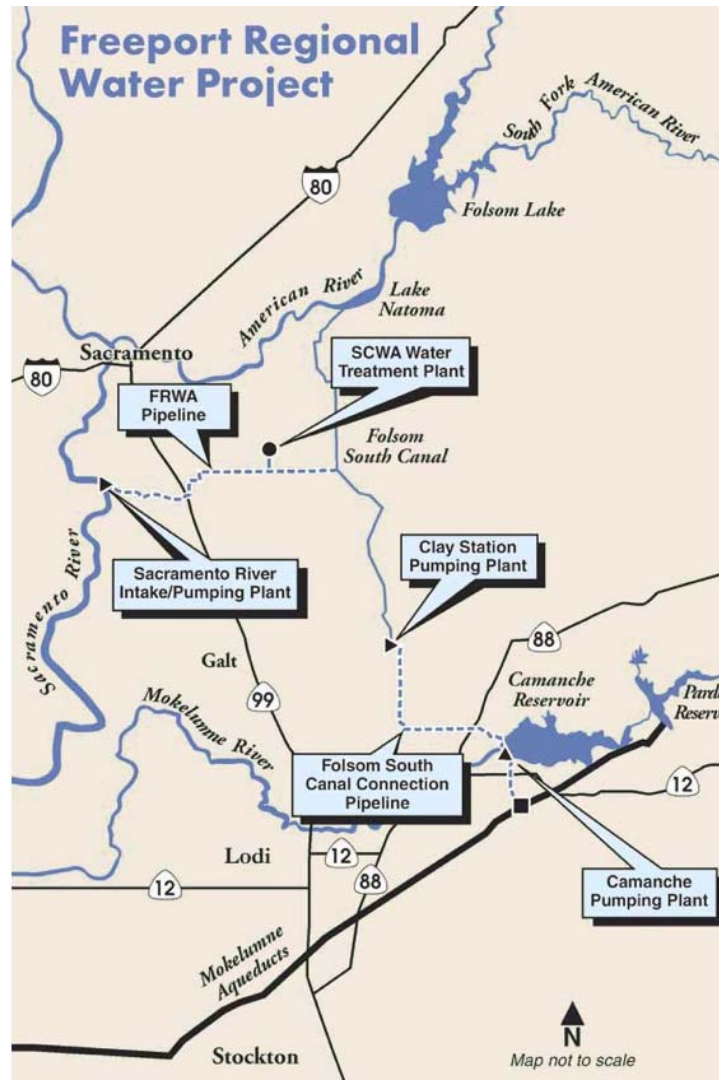 Freeport Regional
Water Project
South Fork American River
80
Folsom Lake
American River
Lake
Natoma
Sacramento
SCWA Water
Treatment Plant
80
FRWA
Pipeline
Folsom
South Canal
Sacramento River
Intake/Pumping Plant
Clay Station
Pumping Plant
Sacramento River
88
Galt
Camanche
Reservoir
99
Mokelumne
River
Reserv
Folsom South
Canal Connection
Pipeline
12
Lodi
12
12
88
Camanche
Pumping Plant
Mokelumne
Aqueducts
Stockton
N
Map not to scale